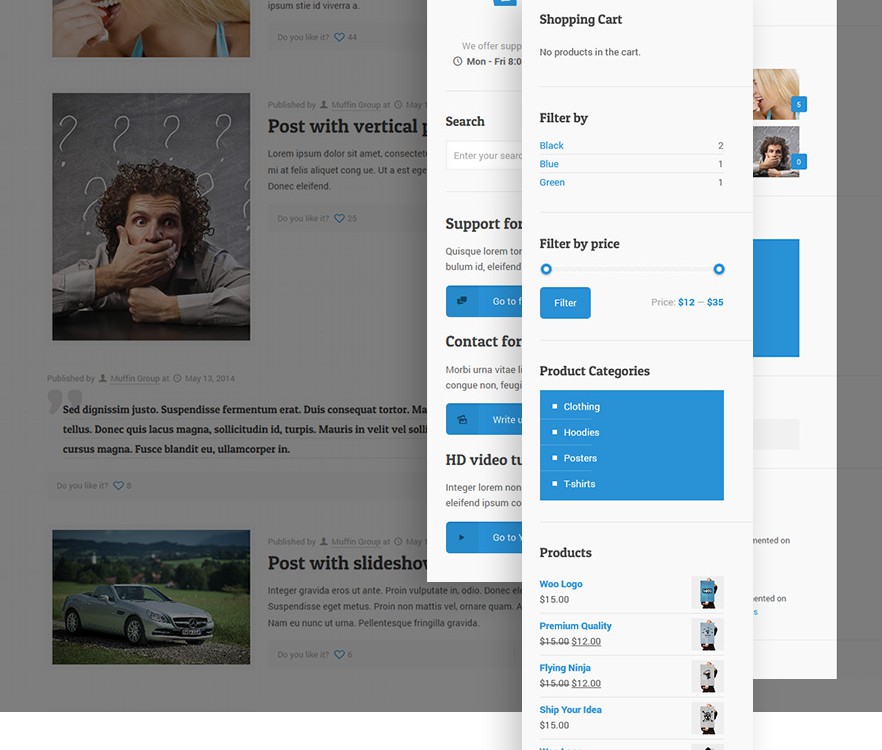 ipsum stie id viverra a.
Do you like it? 44
Published by Muffin Group at May 1
Post with vertical p
Lorem ipsum dolor sit amet, consectetu
mi at felis aliquet cong ue. Ut a est ege
Donec eleifend.
Do you like it? 25
Published by Muffin Group at May 13, 2014
Sed dignissim justo. Suspendisse fermentum erat. Duis consequat tortor. Ma
tellus. Donec quis lacus magna, sollicitudin id, turpis. Mauris in velit vel solli
cursus magna. Fusce blandit eu, ullamcorper in.
Do you like it? 8
Published by Muffin Group at May 1
Post with slideshow
Integer gravida eros ut ante. Proin vulputate in, odio. Donec ele
Suspendisse eget metus. Proin non mattis vel, ornare quam. A
Nam eu nunc ut urna. Pellentesque fringilla gravida.
Do you like it? 6
We offer supp
Mon - Fri 8:0
Search
Enter your searc
Support for
Quisque lorem tor
bulum id, eleifend
Go to f
Contact for
Morbi urna vitae li
congue non, feugi
Write u
HD video tu
Integer lorem non
eleifend ipsum co
Go to Y
Shopping Cart
No products in the cart.
Filter by
Black 2
Blue 1
Green 1
Filter by price
Filter Price: $12 — $35
Product Categories
Clothing
Hoodies
Posters
T-shirts
Products
Woo Logo
$15.00
Premium Quality
$15.00 $12.00
Flying Ninja
$15.00 $12.00
Ship Your Idea
$15.00
5
0
mented on
mented on
s